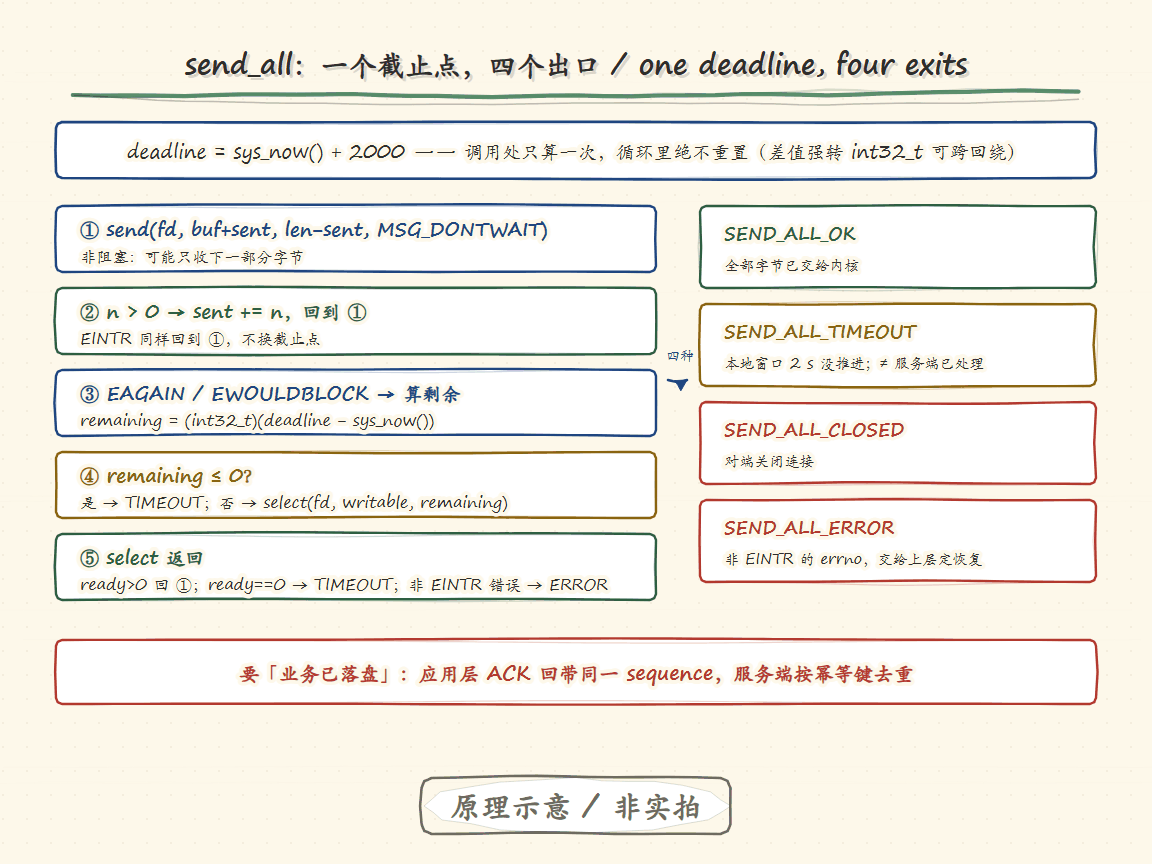 send_all：一个截止点，四个出口 / one deadline, four exits
deadline = sys_now() + 2000 —— 调用处只算一次，循环里绝不重置（差值强转 int32_t 可跨回绕）
① send(fd, buf+sent, len−sent, MSG_DONTWAIT)
非阻塞：可能只收下一部分字节
② n > 0 → sent += n，回到 ①
EINTR 同样回到 ①，不换截止点
③ EAGAIN / EWOULDBLOCK → 算剩余
remaining = (int32_t)(deadline − sys_now())
④ remaining ≤ 0?
是 → TIMEOUT；否 → select(fd, writable, remaining)
⑤ select 返回
ready>0 回 ①；ready==0 → TIMEOUT；非 EINTR 错误 → ERROR
四种
SEND_ALL_OK
全部字节已交给内核
SEND_ALL_TIMEOUT
本地窗口 2 s 没推进；≠ 服务端已处理
SEND_ALL_CLOSED
对端关闭连接
SEND_ALL_ERROR
非 EINTR 的 errno，交给上层定恢复
要「业务已落盘」：应用层 ACK 回带同一 sequence，服务端按幂等键去重
原理示意 / 非实拍